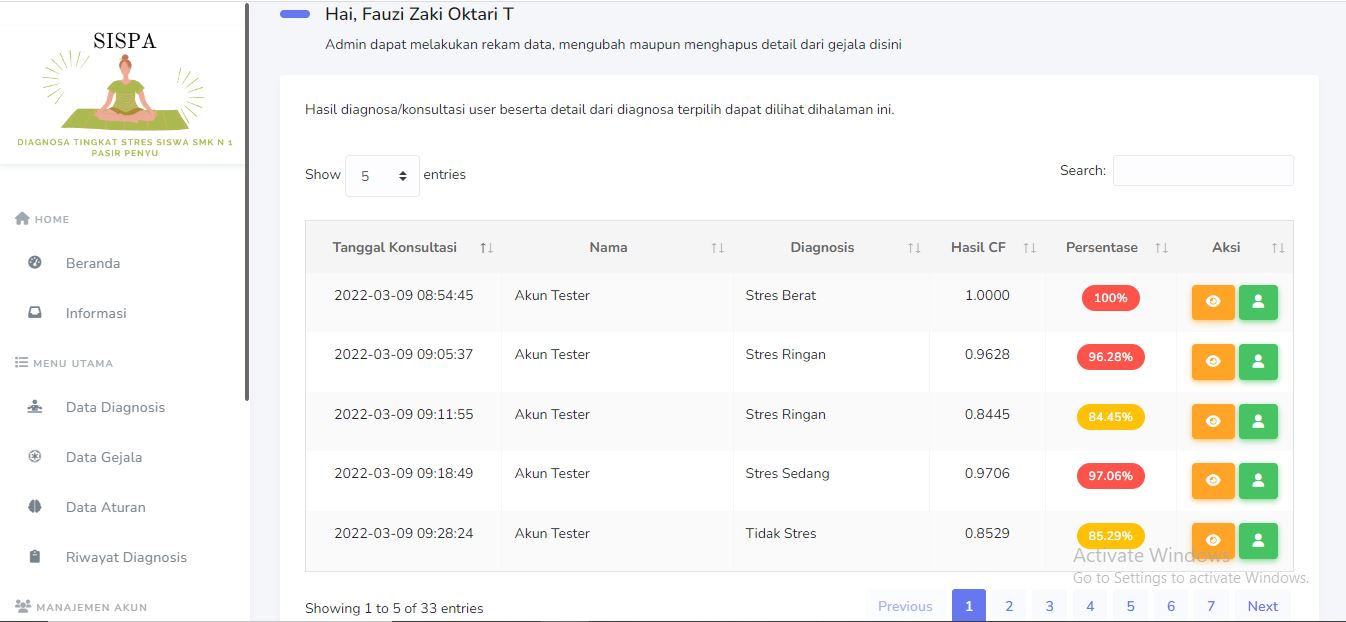 Hai, Fauzi Zaki Oktari T
Admin dapat melakukan rekam data, mengubah maupun menghapus detail dari gejala disini
SISPA
DIAGNOSA TINGKAT STRES SISWA SMK N 1
PASIR PENYU
HOME
Beranda
Informasi
MENU UTAMA
Data Diagnosis
Data Gejala
Data Aturan
Riwayat Diagnosis
MANAJEMEN AKUN
Hasil diagnosa/konsultasi user beserta detail dari diagnosa terpilih dapat dilihat dihalaman ini.
Show 5 entries
Search:
Tanggal Konsultasi Nama Diagnosis Hasil CF Persentase Aksi
2022-03-09 08:54:45 Akun Tester Stres Berat 1.0000 100%
2022-03-09 09:05:37 Akun Tester Stres Ringan 0.9628 96.28%
2022-03-09 09:11:55 Akun Tester Stres Ringan 0.8445 84.45%
2022-03-09 09:18:49 Akun Tester Stres Sedang 0.9706 97.06%
2022-03-09 09:28:24 Akun Tester Tidak Stres 0.8529 85.29%
Activate Windows
Go to Settings to activate Windows.
Showing 1 to 5 of 33 entries
Previous 1 2 3 4 5 6 7 Next